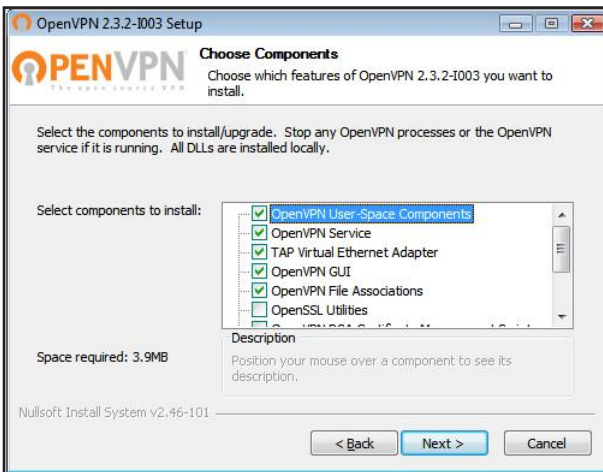 OpenVPN 2.3.2-I003 Setup
OPENVPN
The open source VPN
Choose Components
Choose which features of OpenVPN 2.3.2-I003 you want to
install.
Select the components to install/upgrade. Stop any OpenVPN processes or the OpenVPN
service if it is running. All DLLs are installed locally.
Select components to install:
OpenVPN User-Space Components
OpenVPN Service
TAP Virtual Ethernet Adapter
OpenVPN GUI
OpenVPN File Associations
OpenSSL Utilities
Description
Space required: 3.9MB
Position your mouse over a component to see its
description.
Nullsoft Install System v2.46-101
< Back
Next >
Cancel